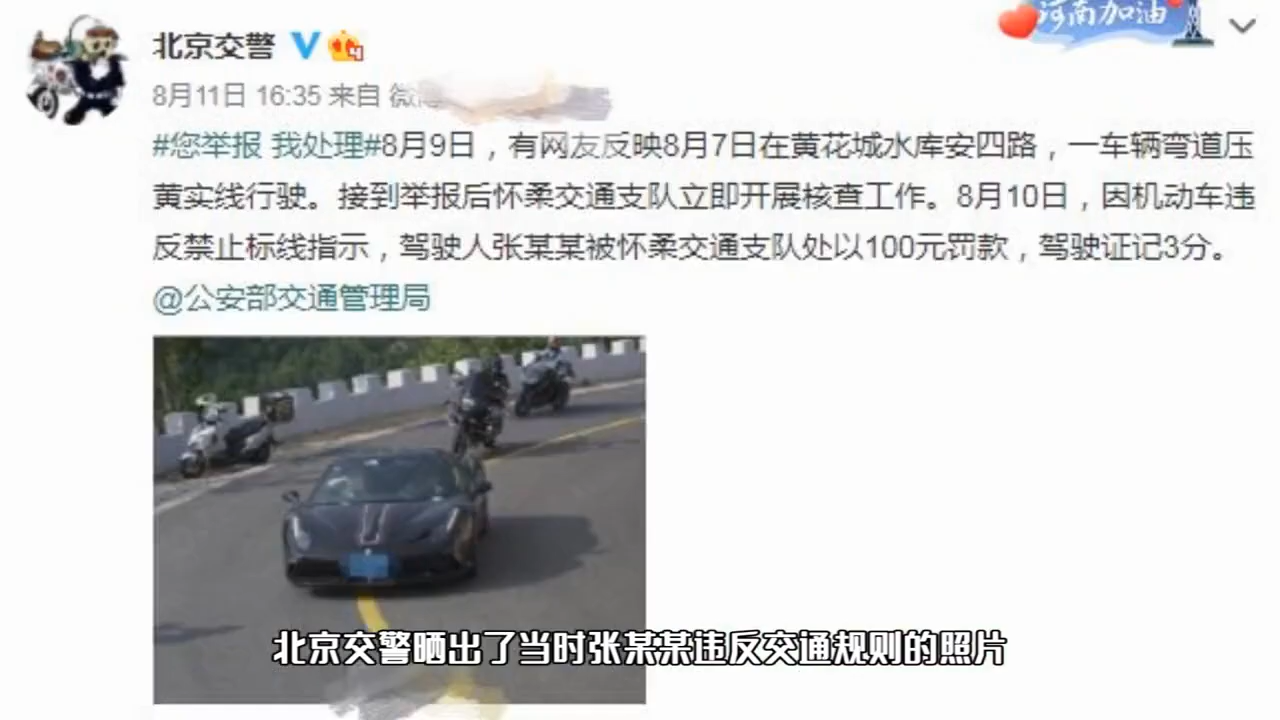 河南加油
北京交警
4
8月11日 16:35 来自 微
#您举报 我处理#8月9日，有网友反映8月7日在黄花城水库安四路，一车辆弯道压
黄实线行驶。接到举报后怀柔交通支队立即开展核查工作。8月10日，因机动车违
反禁止标线指示，驾驶人张某某被怀柔交通支队处以100元罚款，驾驶证记3分。
@公安部交通管理局
北京交警晒出了当时张某某违反交通规则的照片